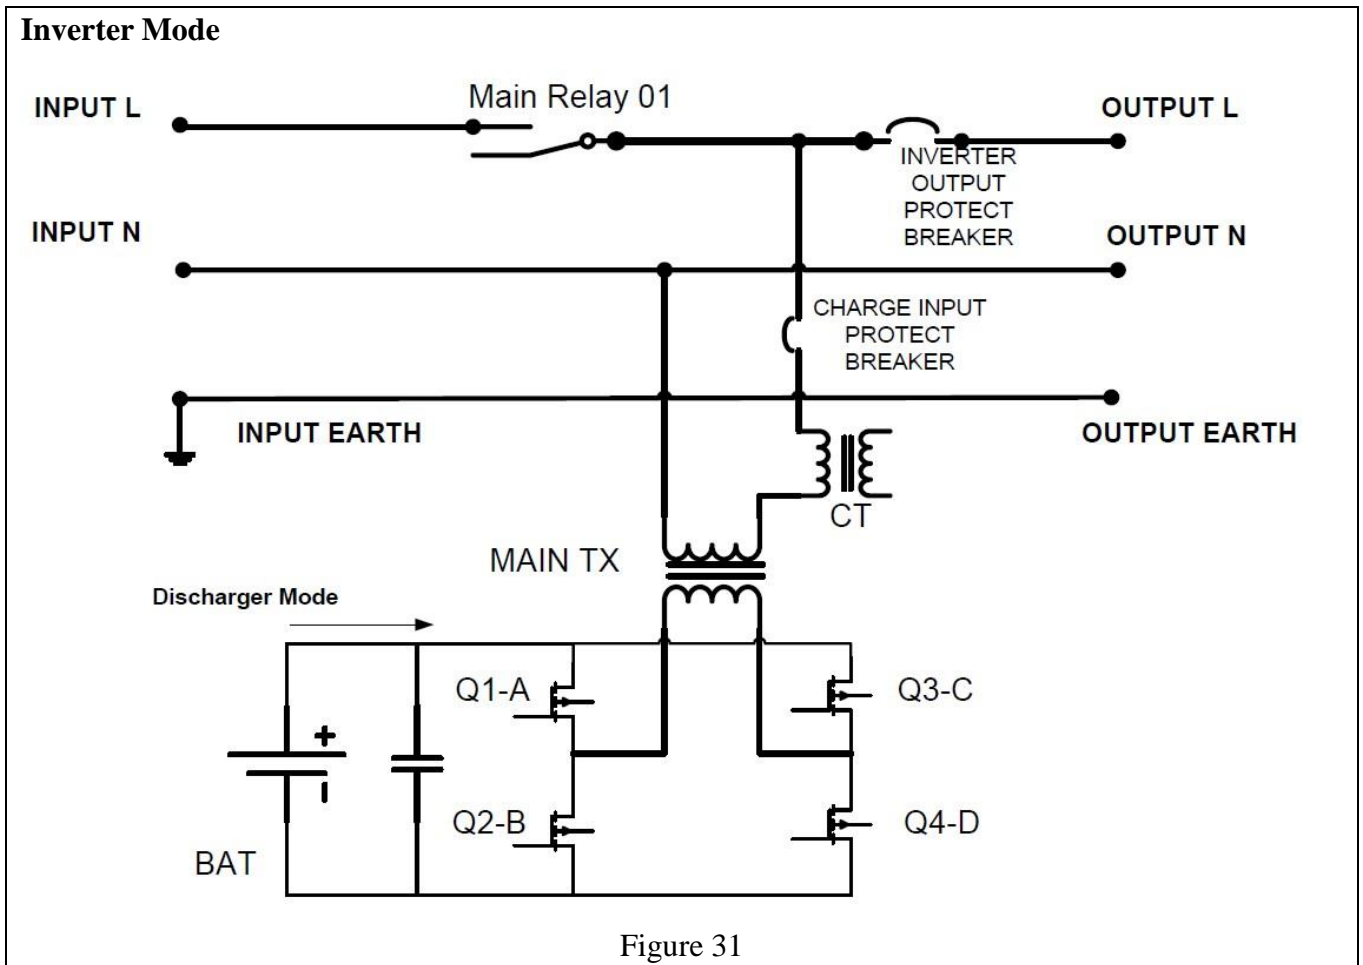 Inverter Mode
Main Relay 01
INPUT L
OUTPUT L
INVERTER
OUTPUT
PROTECT
BREAKER
INPUT N
OUTPUT N
CHARGE INPUT
PROTECT
BREAKER
INPUT EARTH
OUTPUT EARTH
CT
MAIN TX
Discharger Mode
Q1-A
Q3-C
+
-
Q2-B
Q4-D
BAT
Figure 31